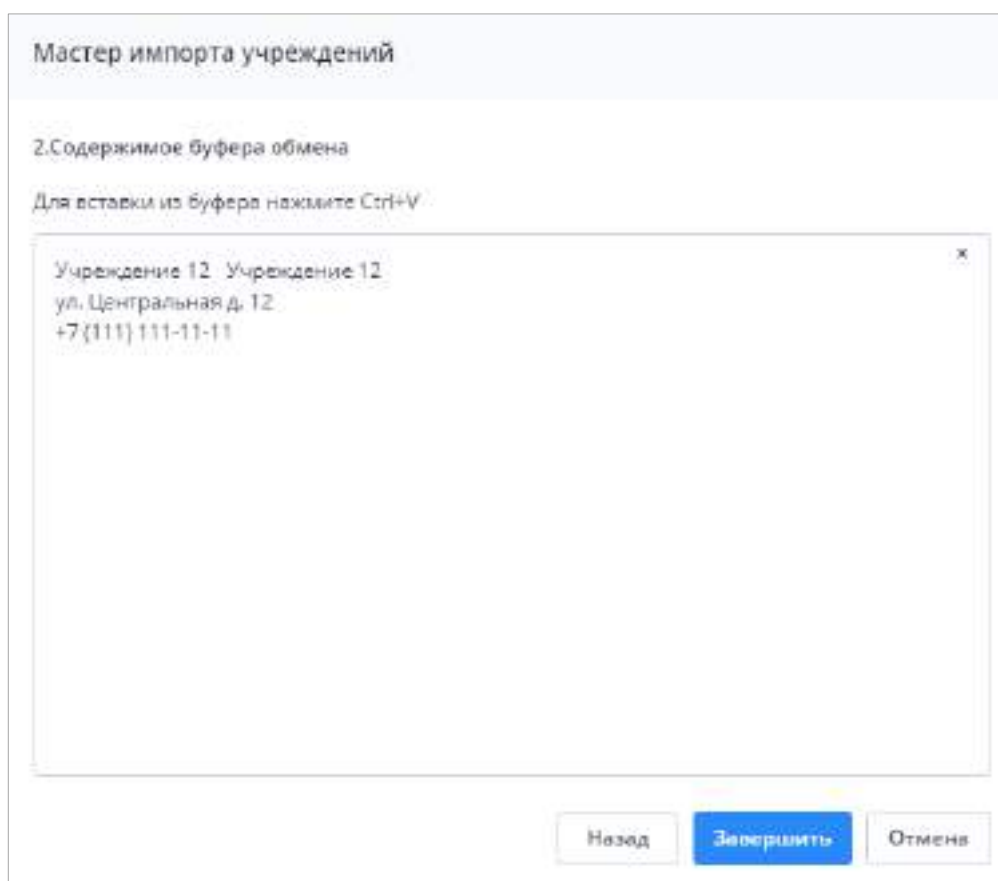 Мастер импорта учреждений
2.Содержимое буфера обмена
Для вставки из буфера нажмите Ctrl+V
x
Учреждение 12 Учреждение 12
ул. Центральная д. 12
+7 (111) 111-11-11
Назад Завершить Отмена